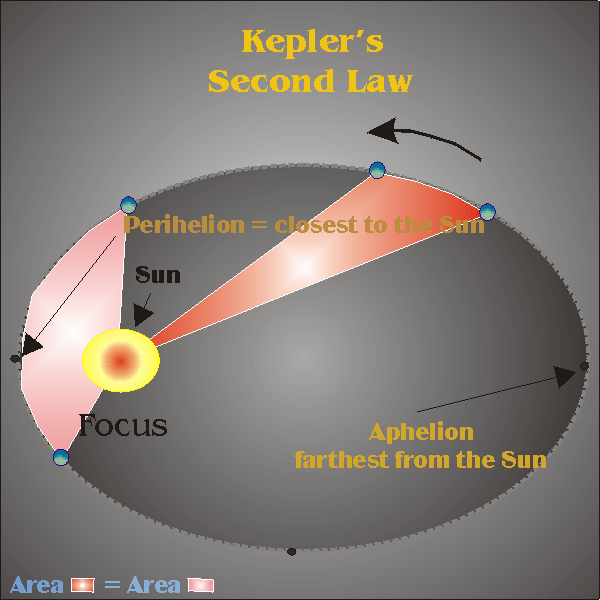 Kepler's
Second Law
Perihelion = closest to the Sun
Sun
Focus
Aphelion
farthest from the Sun
Area = Area